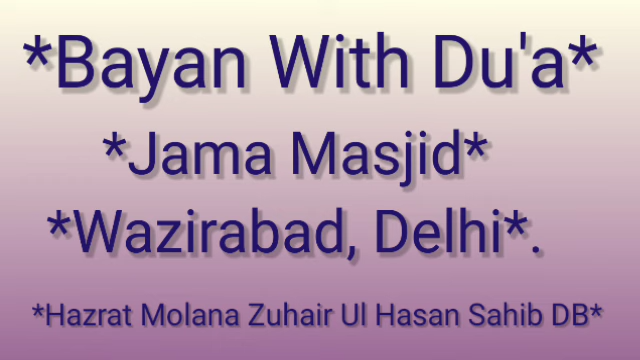 *Bayan With Du'a*
*Jama Masjid*
*Wazirabad, Delhi*.
*Hazrat Molana Zuhair Ul Hasan Sahib DB*